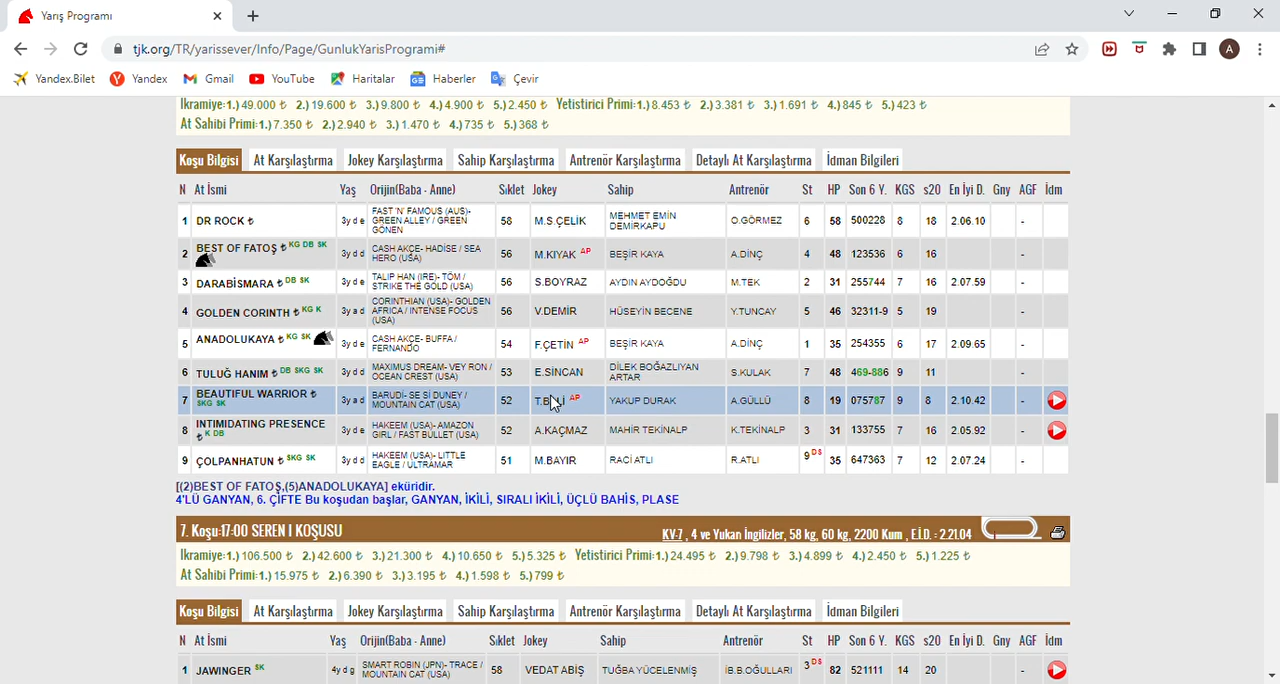 Yarış Programı
tjk.org/TR/yarissever/Info/Page/GunlukYarisProgrami#
A
Yandex.Bilet Yandex Gmail YouTube Haritalar Haberler Çevir
İkramiye:1.) 49.000 ₺ 2.) 19.600 ₺ 3.) 9.800 ₺ 4.) 4.900 ₺ 5.) 2.450 ₺ Yetistirici Primi:1.) 8.453 ₺ 2.) 3.381 ₺ 3.) 1.691 ₺ 4.) 845 ₺ 5.) 423 ₺
At Sahibi Primi:1.) 7.350 ₺ 2.) 2.940 ₺ 3.) 1.470 ₺ 4.) 735 ₺ 5.) 368 ₺
Koşu Bilgisi At Karşılaştırma Jokey Karşılaştırma Sahip Karşılaştırma Antrenör Karşılaştırma Detaylı At Karşılaştırma İdman Bilgileri
N At İsmi Yaş Orijin(Baba - Anne) Sıklet Jokey Sahip Antrenör St HP Son 6 Y. KGS s20 En İyi D. Gny AGF İdm
1 DR ROCK ₺ 3y d e FAST 'N' FAMOUS (AUS)- GREEN ALLEY / GREEN GÖNEN 58 M.S.ÇELİK MEHMET EMİN DEMİRKAPU O.GÖRMEZ 6 58 500228 8 18 2.06.10 -
2 BEST OF FATOŞ ₺ KG DB SK 3y d d CASH AKÇE- HADİSE / SEA HERO (USA) 56 M.KIYAK AP BEŞİR KAYA A.DİNÇ 4 48 123536 6 16 -
3 DARABİSMARA ₺ DB SK 3y d e TALIP HAN (IRE)- TÖM / STRIKE THE GOLD (USA) 56 S.BOYRAZ AYDIN AYDOĞDU M.TEK 2 31 255744 7 16 2.07.59 -
4 GOLDEN CORINTH ₺ KG K 3y a d CORINTHIAN (USA)- GOLDEN AFRICA / INTENSE FOCUS (USA) 56 V.DEMİR HÜSEYİN BECENE Y.TUNCAY 5 46 32311-9 5 19 -
5 ANADOLUKAYA ₺ KG SK 3y d e CASH AKÇE- BUFFA / FERNANDO 54 F.ÇETİN AP BEŞİR KAYA A.DİNÇ 1 35 254355 6 17 2.09.65 -
6 TULUĞ HANIM ₺ DB SKG SK 3y d d MAXIMUS DREAM- VEY RON / OCEAN CREST (USA) 53 E.SİNCAN DİLEK BOĞAZLIYAN ARTAR S.KULAK 7 48 469-886 9 11 -
7 BEAUTIFUL WARRIOR ₺ SKG SK 3y a d BARUDİ- SE Sİ DUNEY / MOUNTAIN CAT (USA) 52 AP YAKUP DURAK A.GÜLLÜ 8 19 075787 9 8 2.10.42 -
8 INTIMIDATING PRESENCE ₺ K DB 3y d e HAKEEM (USA)- AMAZON GIRL / FAST BULLET (USA) 52 A.KAÇMAZ MAHİR TEKİNALP K.TEKİNALP 3 31 133755 7 16 2.05.92 -
9 ÇOLPANHATUN ₺ SKG SK 3y d d HAKEEM (USA)- LITTLE EAGLE / ULTRAMAR 51 M.BAYIR RACİ ATLI R.ATLI 9 DS 35 647363 7 12 2.07.24 -
[(2)BEST OF FATOŞ,(5)ANADOLUKAYA] eküridir.
4'LÜ GANYAN, 6. ÇİFTE Bu koşudan başlar, GANYAN, İKİLİ, SIRALI İKİLİ, ÜÇLÜ BAHİS, PLASE
7. Koşu:17:00 SEREN I KOŞUSU KV-7 , 4 ve Yukarı İngilizler, 58 kg, 60 kg, 2200 Kum , E.İ.D. : 2.21.04
İkramiye:1.) 106.500 ₺ 2.) 42.600 ₺ 3.) 21.300 ₺ 4.) 10.650 ₺ 5.) 5.325 ₺ Yetistirici Primi:1.) 24.495 ₺ 2.) 9.798 ₺ 3.) 4.899 ₺ 4.) 2.450 ₺ 5.) 1.225 ₺
At Sahibi Primi:1.) 15.975 ₺ 2.) 6.390 ₺ 3.) 3.195 ₺ 4.) 1.598 ₺ 5.) 799 ₺
Koşu Bilgisi At Karşılaştırma Jokey Karşılaştırma Sahip Karşılaştırma Antrenör Karşılaştırma Detaylı At Karşılaştırma İdman Bilgileri
N At İsmi Yaş Orijin(Baba - Anne) Sıklet Jokey Sahip Antrenör St HP Son 6 Y. KGS s20 En İyi D. Gny AGF İdm
1 JAWINGER SK 4y d g SMART ROBIN (JPN)- TRACE / MOUNTAIN CAT (USA) 58 VEDAT ABİŞ TUĞBA YÜCELENMİŞ İB.B.OĞULLARI 3 DS 82 521111 14 20 -